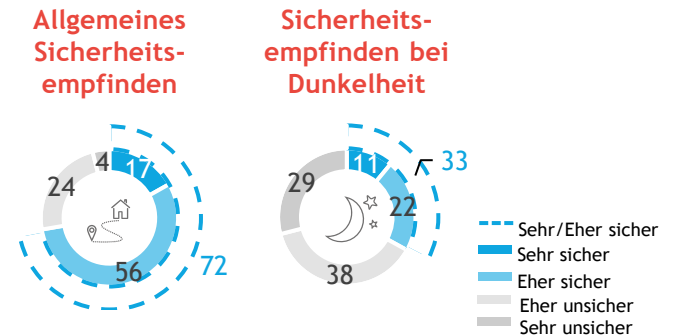 Allgemeines
Sicherheits-
empfinden
Sicherheits-
empfinden bei
Dunkelheit
4
17
24
56
72
11
33
29
22
38
Sehr/Eher sicher
Sehr sicher
Eher sicher
Eher unsicher
Sehr unsicher